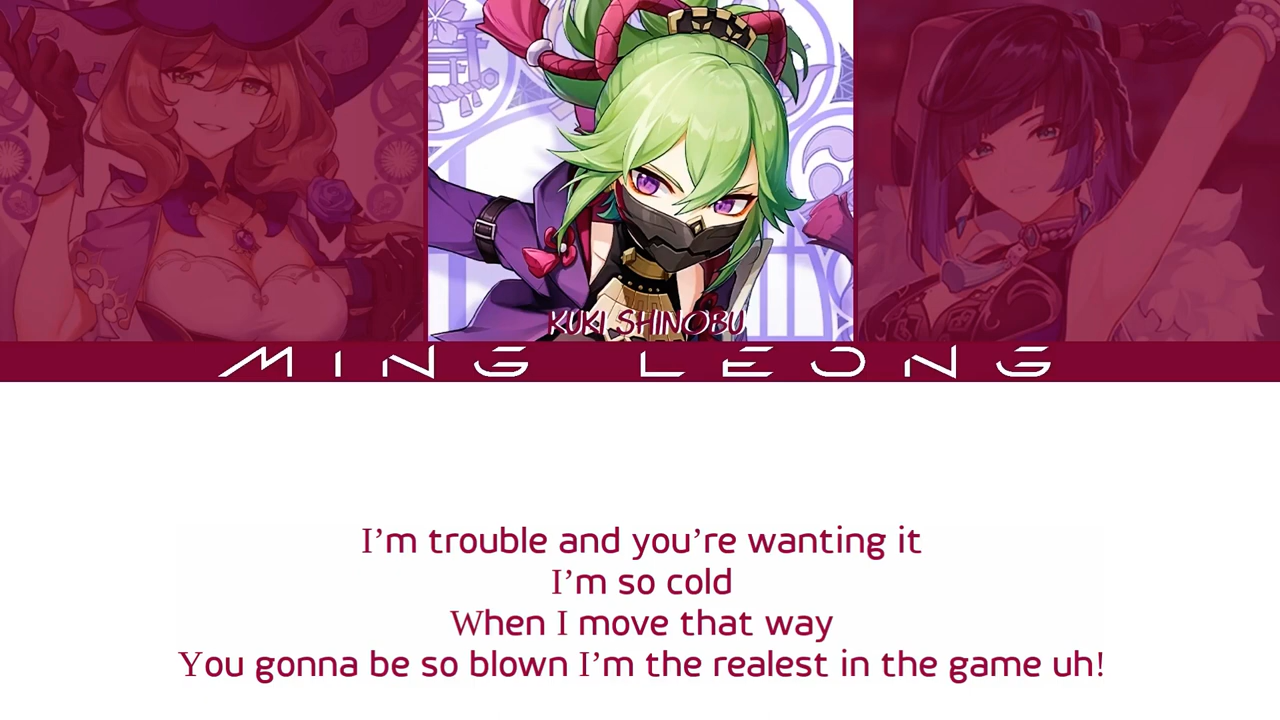 KUKI SHINOBU
MING LEONG
I’m trouble and you’re wanting it
I’m so cold
When I move that way
You gonna be so blown I’m the realest in the game uh!